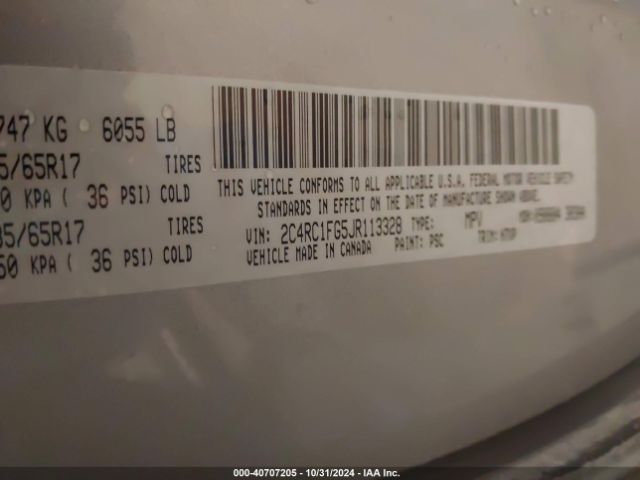 747 KG 6055 LB
5/65R17 TIRES
0 KPA ( 36 PSI) COLD
35/65R17 TIRES
50 KPA ( 36 PSI) COLD
THIS VEHICLE CONFORMS TO ALL APPLICABLE U.S.A. FEDERAL MOTOR VEHICLE SAFETY
STANDARDS IN EFFECT ON THE DATE OF MANUFACTURE SHOWN ABOVE.
VIN: 2C4RC1FG5JR113328 TYPE: MPV
VEHICLE MADE IN CANADA PAINT: PSC TRIM:
000-40707205 - 10/31/2024 - IAA Inc.